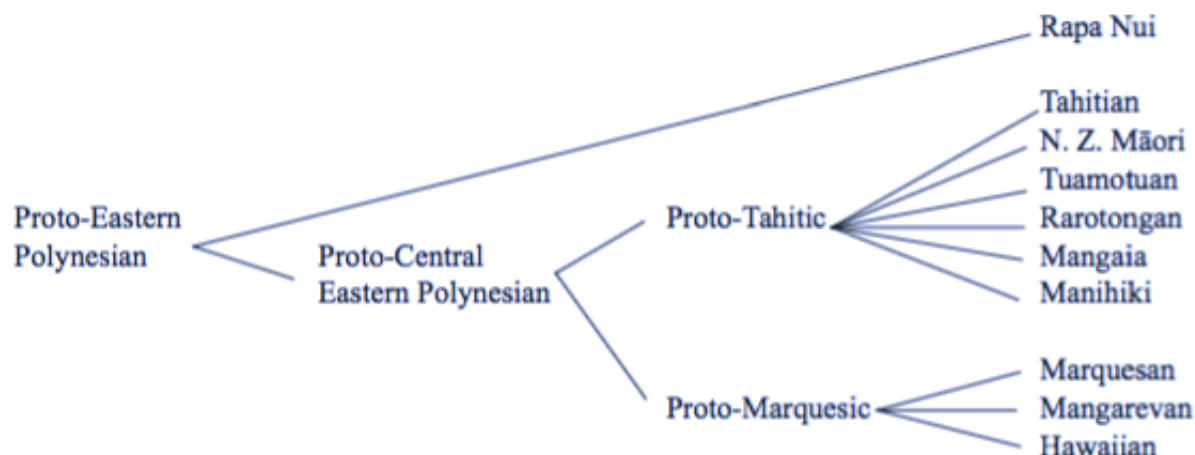 Rapa Nui
Tahitian
N. Z. Māori
Tuamotuan
Rarotongan
Mangaia
Manihiki
Proto-Eastern
Polynesian
Proto-Central
Eastern Polynesian
Proto-Tahitic
Proto-Marquesic
Marquesan
Mangarevan
Hawaiian